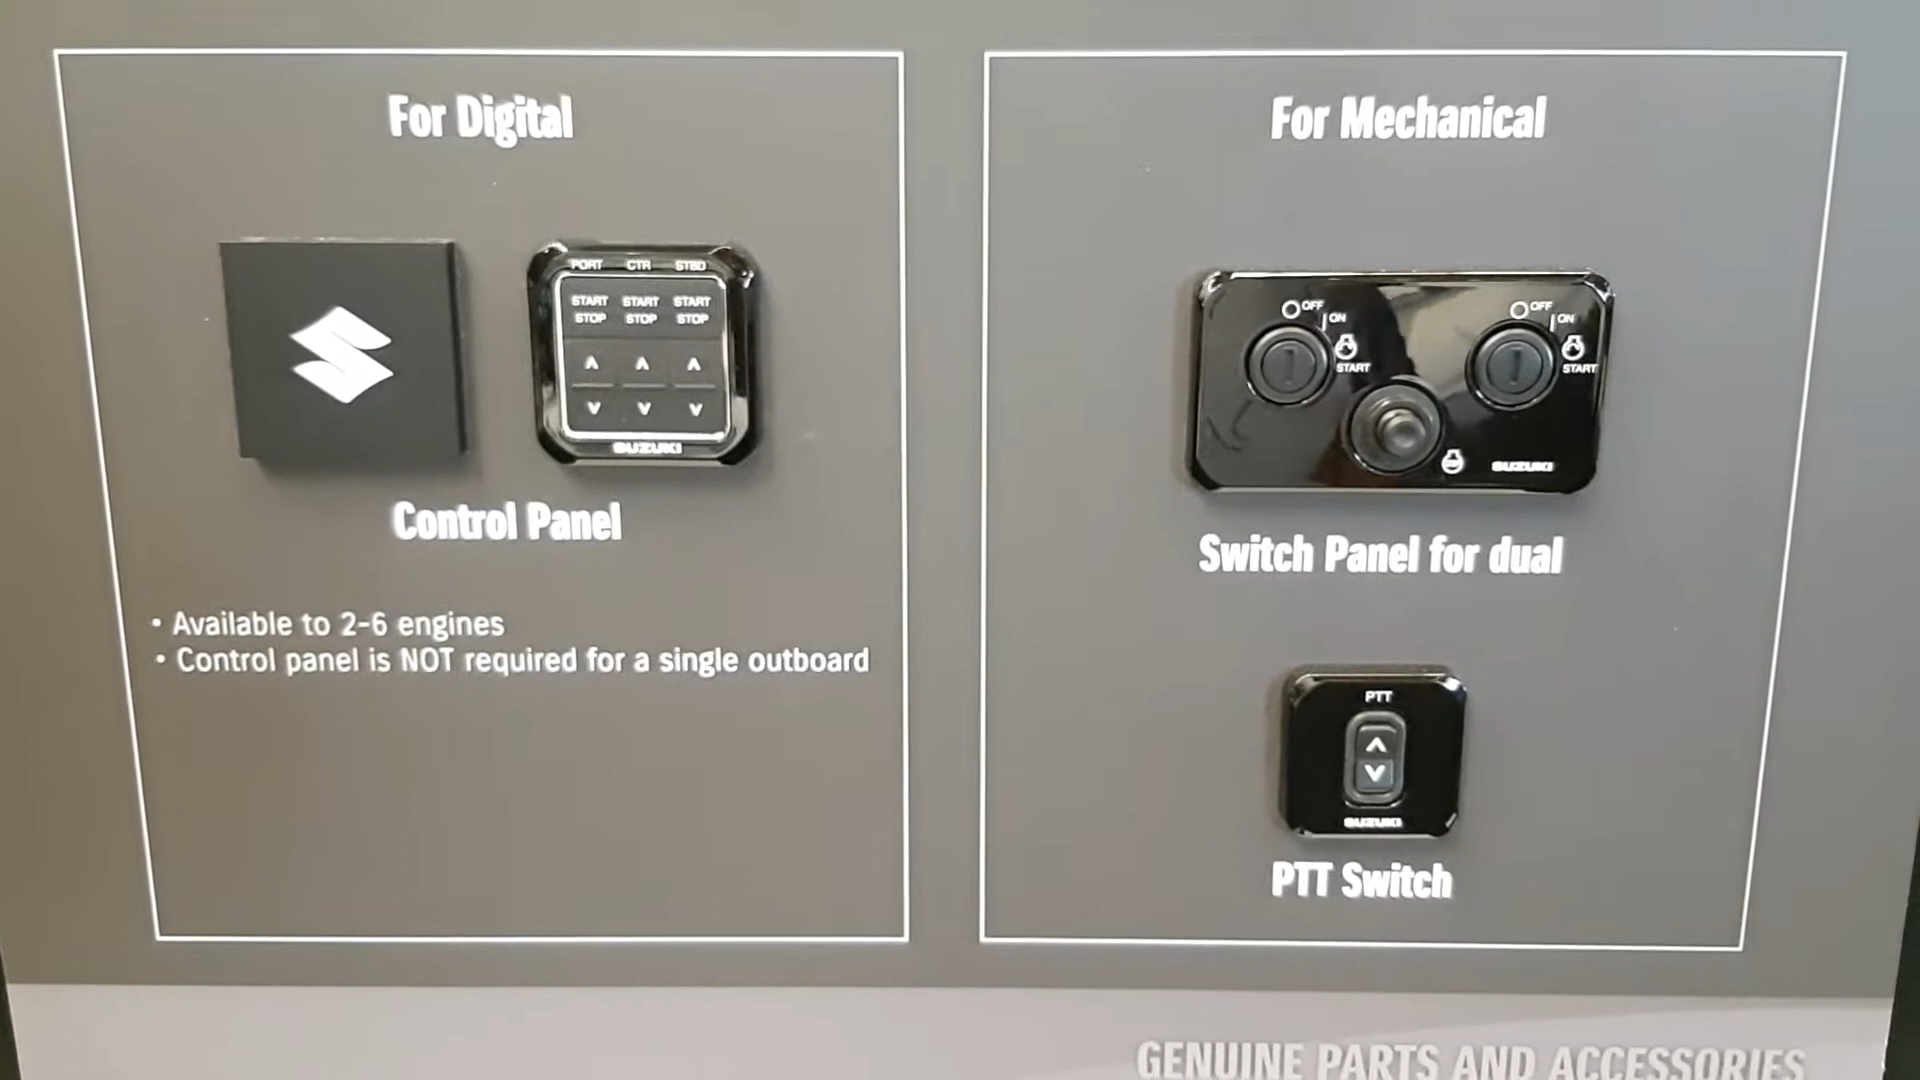 For Digital
PORT CTR STBD
START START START
STOP STOP STOP
SUZUKI
Control Panel
• Available to 2-6 engines
• Control panel is NOT required for a single outboard
For Mechanical
OFF OFF
ON ON
START START
SUZUKI
Switch Panel for dual
PTT
SUZUKI
PTT Switch
GENUINE PARTS AND ACCESSORIES